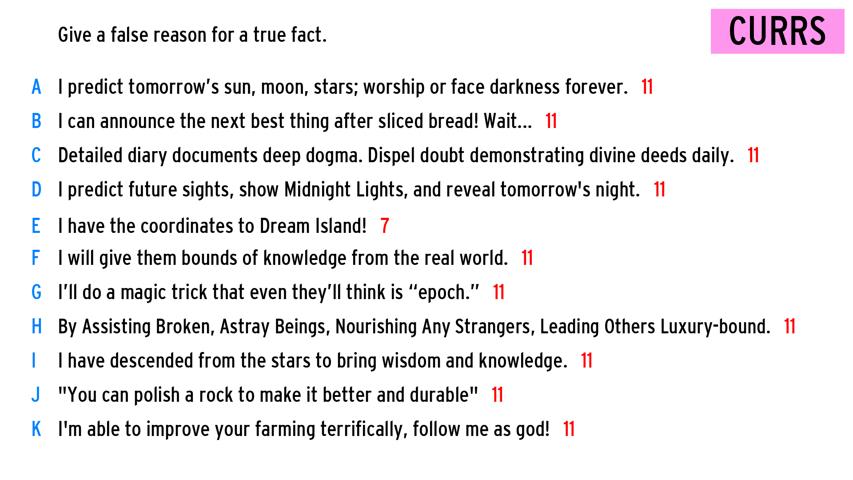 Give a false reason for a true fact.
CURRS
A I predict tomorrow's sun, moon, stars; worship or face darkness forever. 11
B I can announce the next best thing after sliced bread! Wait... 11
C Detailed diary documents deep dogma. Dispel doubt demonstrating divine deeds daily. 11
D I predict future sights, show Midnight Lights, and reveal tomorrow's night. 11
E I have the coordinates to Dream Island! 7
F I will give them bounds of knowledge from the real world. 11
G I'll do a magic trick that even they'll think is “epoch.” 11
H By Assisting Broken, Astray Beings, Nourishing Any Strangers, Leading Others Luxury-bound. 11
I I have descended from the stars to bring wisdom and knowledge. 11
J "You can polish a rock to make it better and durable" 11
K I'm able to improve your farming terrifically, follow me as god! 11